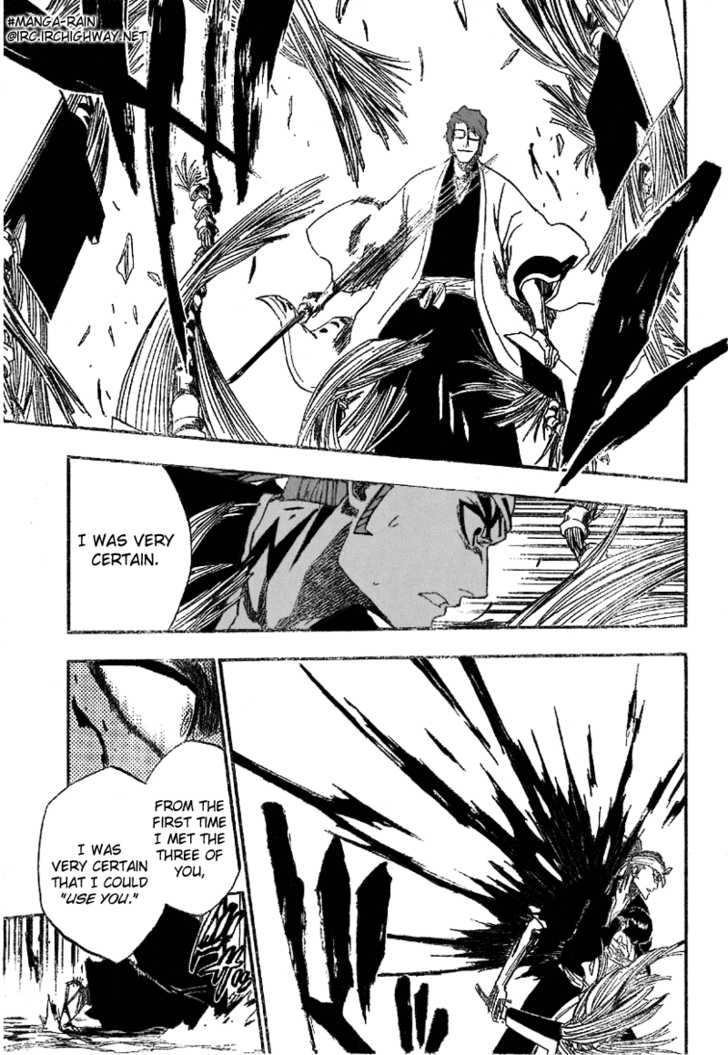 #MANGA-RAIN
@IRC.IRCHIGHWAY.NET
I WAS VERY
CERTAIN.
FROM THE
FIRST TIME
I MET THE
THREE OF
YOU,
I WAS
VERY CERTAIN
THAT I COULD
"USE YOU."